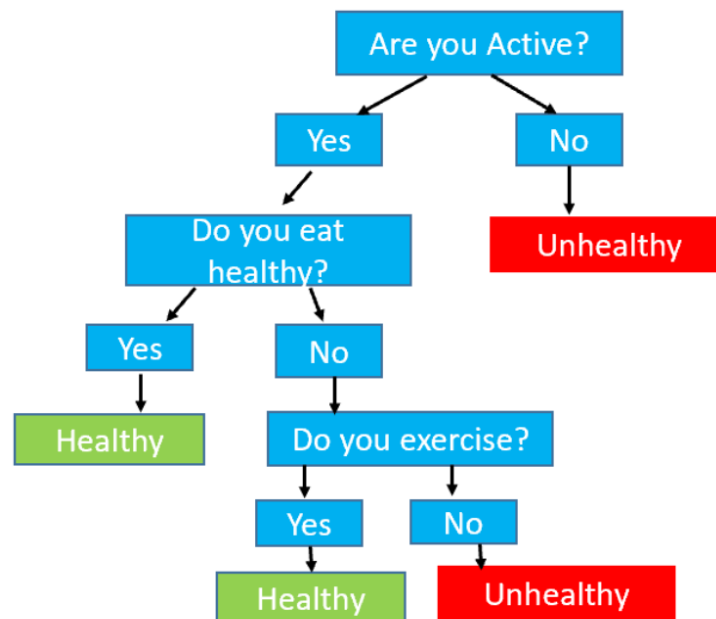 Are you Active?
Yes
No
Do you eat
healthy?
Unhealthy
Yes
No
Healthy
Do you exercise?
Yes
No
Healthy
Unhealthy